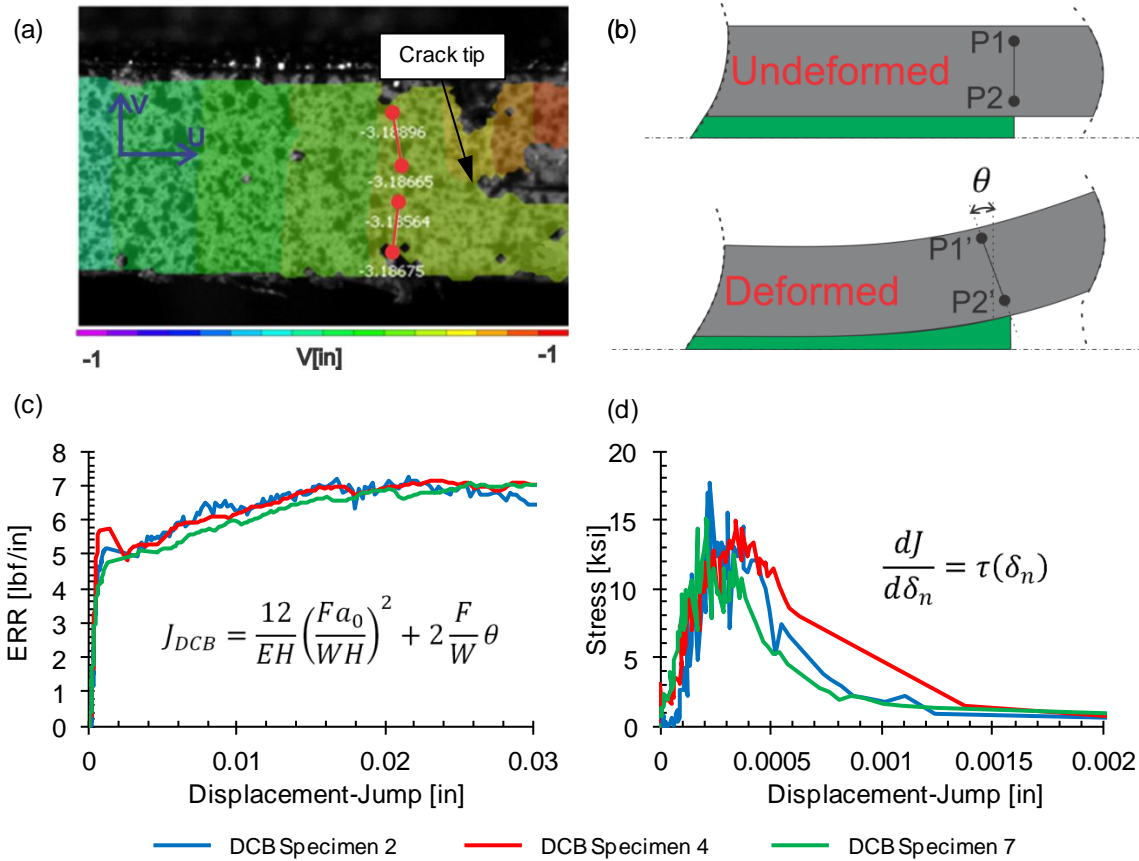 (a)
Crack tip
V
U
-3.18896
-3.18665
-3.18564
-3.18675
-1
V[in]
-1
(b)
P1
Undeformed
P2
θ
P1'
Deformed
P2'
(c)
8
7
6
5
4
3
2
1
0
ERR [lbf/in]
J_DCB = 12/EH (Fa₀/WH)² + 2 F/W θ
0
0.01
0.02
0.03
Displacement-Jump [in]
(d)
20
15
10
5
0
Stress [ksi]
dJ/dδₙ = τ(δₙ)
0
0.0005
0.001
0.0015
0.002
Displacement-Jump [in]
DCB Specimen 2
DCB Specimen 4
DCB Specimen 7